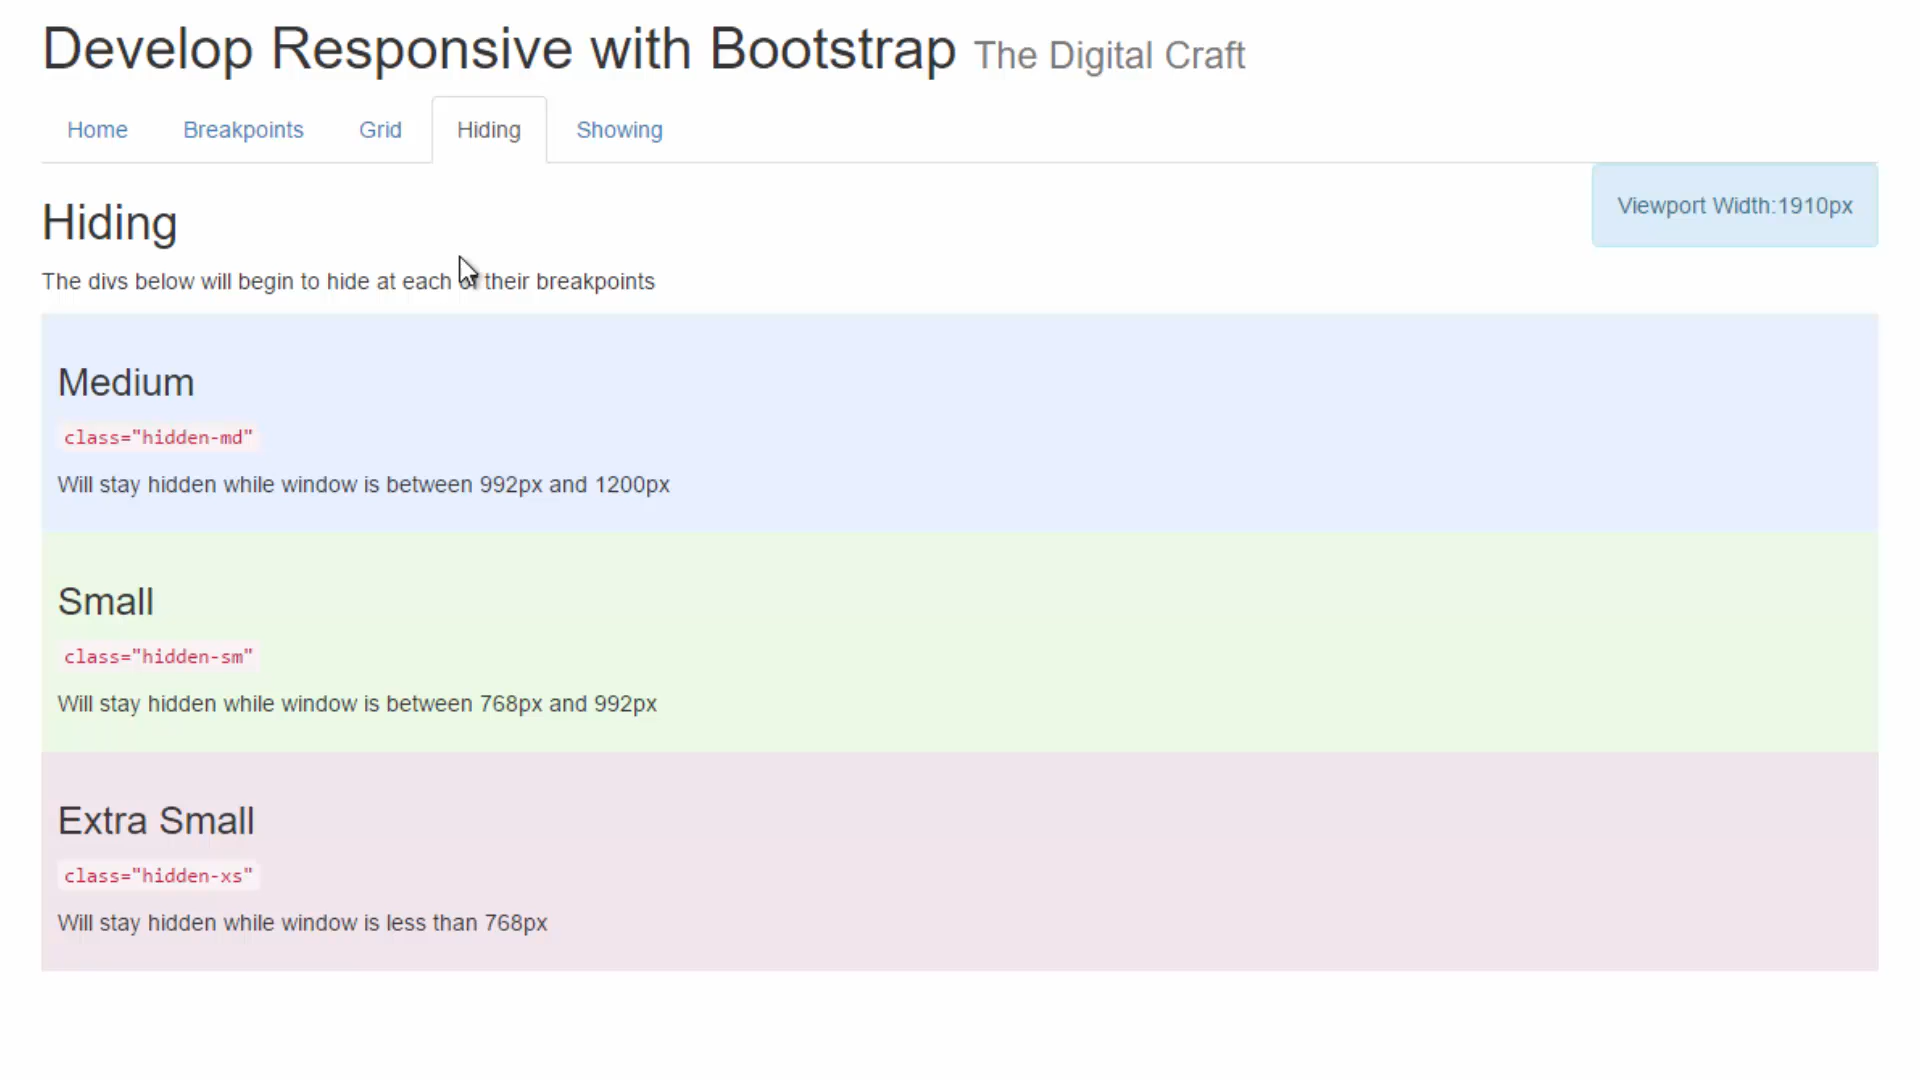 Develop Responsive with Bootstrap The Digital Craft
Home Breakpoints Grid Hiding Showing
Viewport Width:1910px
Hiding
The divs below will begin to hide at each of their breakpoints
Medium
class="hidden-md"
Will stay hidden while window is between 992px and 1200px
Small
class="hidden-sm"
Will stay hidden while window is between 768px and 992px
Extra Small
class="hidden-xs"
Will stay hidden while window is less than 768px